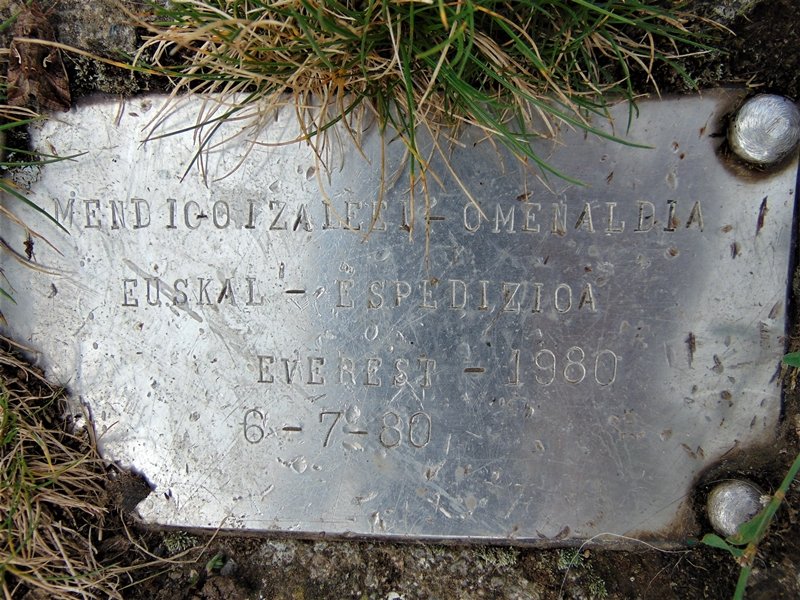 MENDIGOIZALEEI - OMENALDIA
EUSKAL - ESPEDIZIOA
EVEREST - 1980
6-7-80